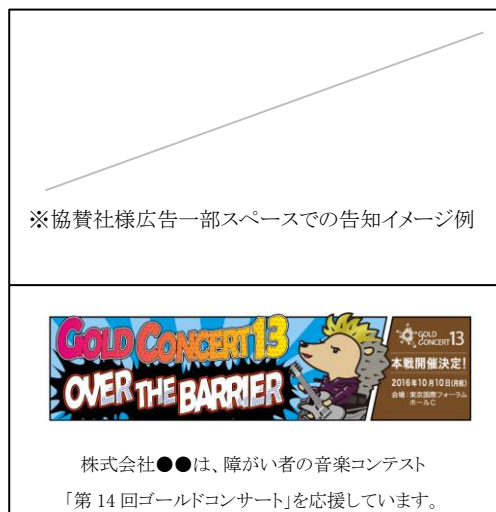 ※協賛社様広告一部スペースでの告知イメージ例
GOLD CONCERT 13
OVER THE BARRIER
GOLD CONCERT 13
本戦開催決定!
2016年10月10日(月祝)
会場:東京国際フォーラム
ホールC
株式会社●●は、障がい者の音楽コンテスト
「第14回ゴールドコンサート」を応援しています。